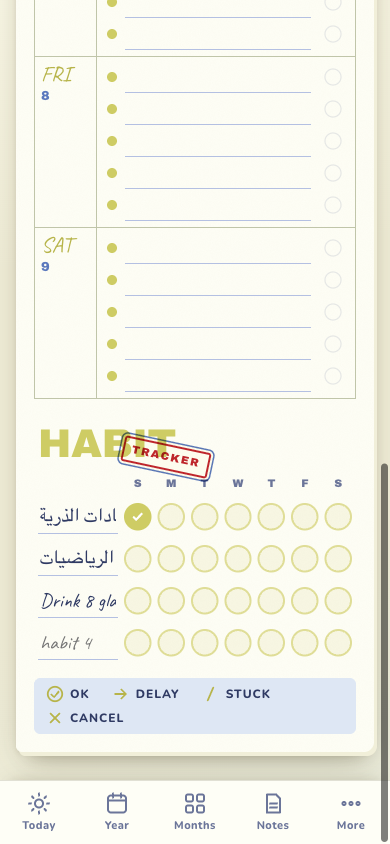 FRI
8
SAT
9
HABIT
TRACKER
S M T W T F S
ادات الذرية
الرياضيات
Drink 8 gla
habit 4
OK DELAY STUCK
CANCEL
Today Year Months Notes More